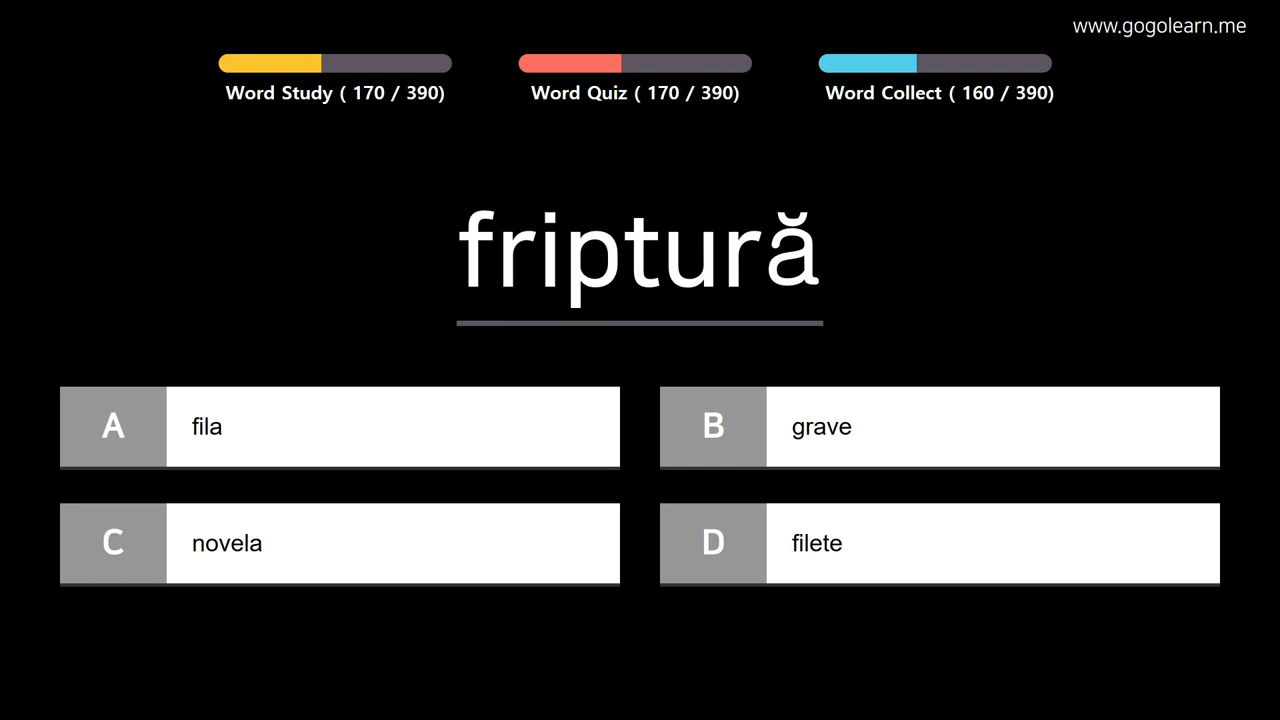 www.gogolearn.me
Word Study ( 170 / 390)
Word Quiz ( 170 / 390)
Word Collect ( 160 / 390)
friptură
A fila
B grave
C novela
D filete